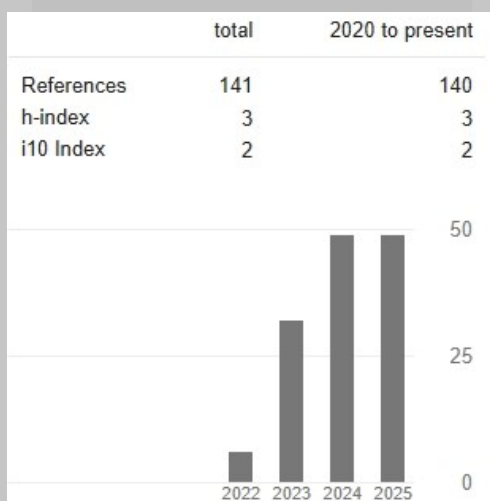 total 2020 to present
References 141 140
h-index 3 3
i10 Index 2 2
50
25
0
2022 2023 2024 2025